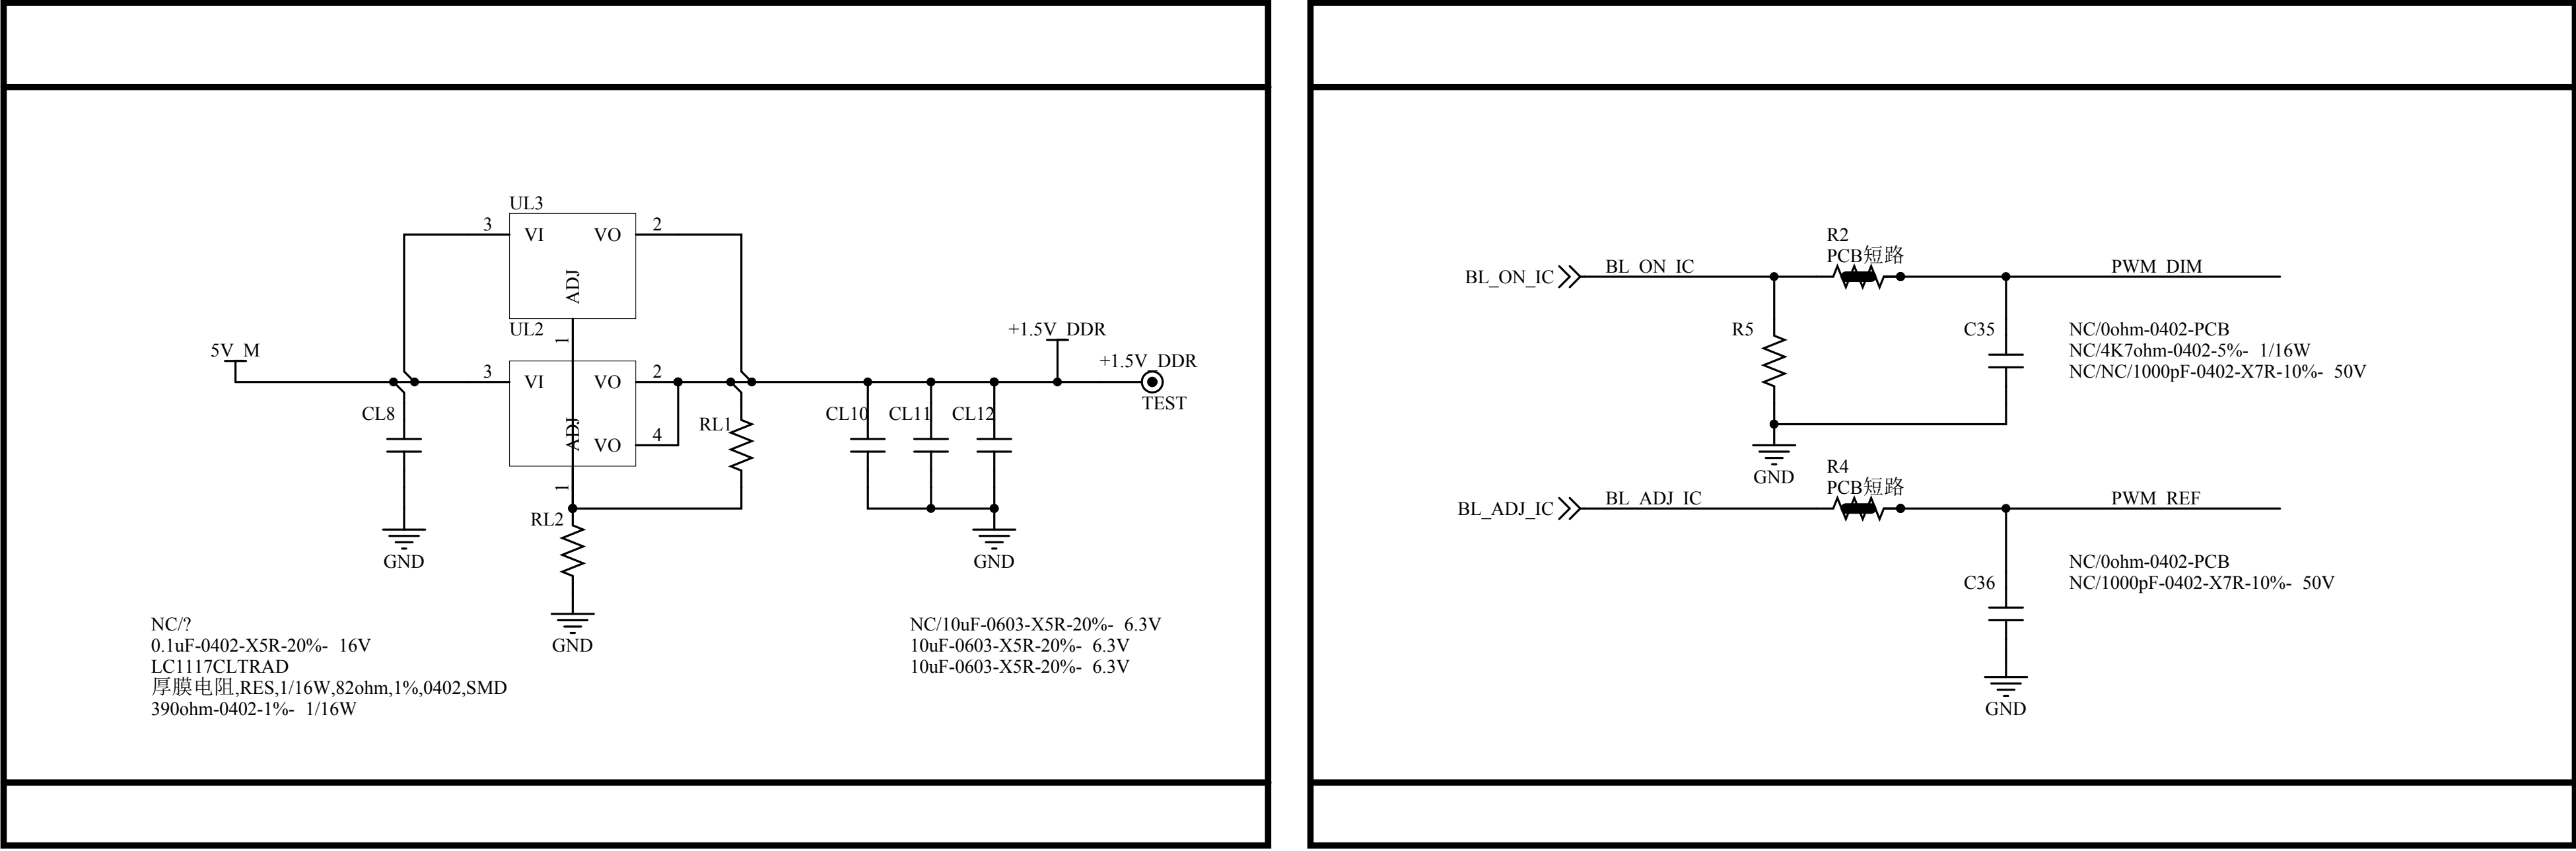 UL3
3
VI
VO
2
ADJ
UL2
1
5V_M
3
VI
VO
2
ADJ
VO
4
1
CL8
GND
RL1
RL2
GND
CL10
CL11
CL12
GND
+1.5V_DDR
+1.5V_DDR
TEST
NC/?
0.1uF-0402-X5R-20%- 16V
LC1117CLTRAD
厚膜电阻,RES,1/16W,82ohm,1%,0402,SMD
390ohm-0402-1%- 1/16W
NC/10uF-0603-X5R-20%- 6.3V
10uF-0603-X5R-20%- 6.3V
10uF-0603-X5R-20%- 6.3V
R2
PCB短路
BL_ON_IC
BL_ON_IC
PWM_DIM
R5
C35
NC/0ohm-0402-PCB
NC/4K7ohm-0402-5%- 1/16W
NC/NC/1000pF-0402-X7R-10%- 50V
GND
R4
PCB短路
BL_ADJ_IC
BL_ADJ_IC
PWM_REF
C36
NC/0ohm-0402-PCB
NC/1000pF-0402-X7R-10%- 50V
GND